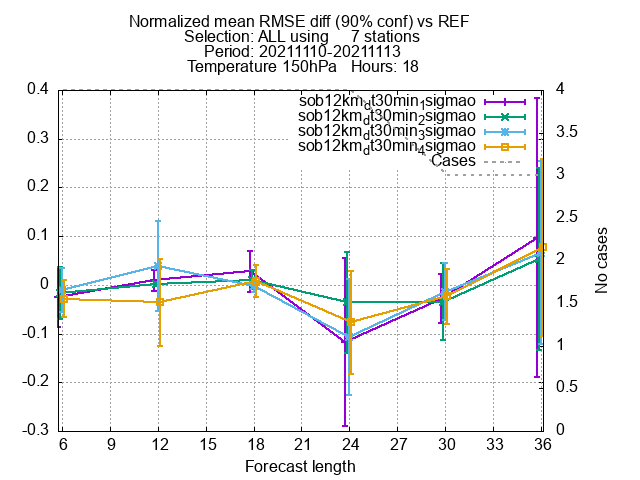 Normalized mean RMSE diff (90% conf) vs REF
Selection: ALL using 7 stations
Period: 20211110-20211113
Temperature 150hPa Hours: 18
sob12km_dt30min_1sigmao
sob12km_dt30min_2sigmao
sob12km_dt30min_3sigmao
sob12km_dt30min_4sigmao
Cases
0.4
0.3
0.2
0.1
0
-0.1
-0.2
-0.3
4
3.5
3
2.5
2
1.5
1
0.5
0
No cases
6 9 12 15 18 21 24 27 30 33 36
Forecast length